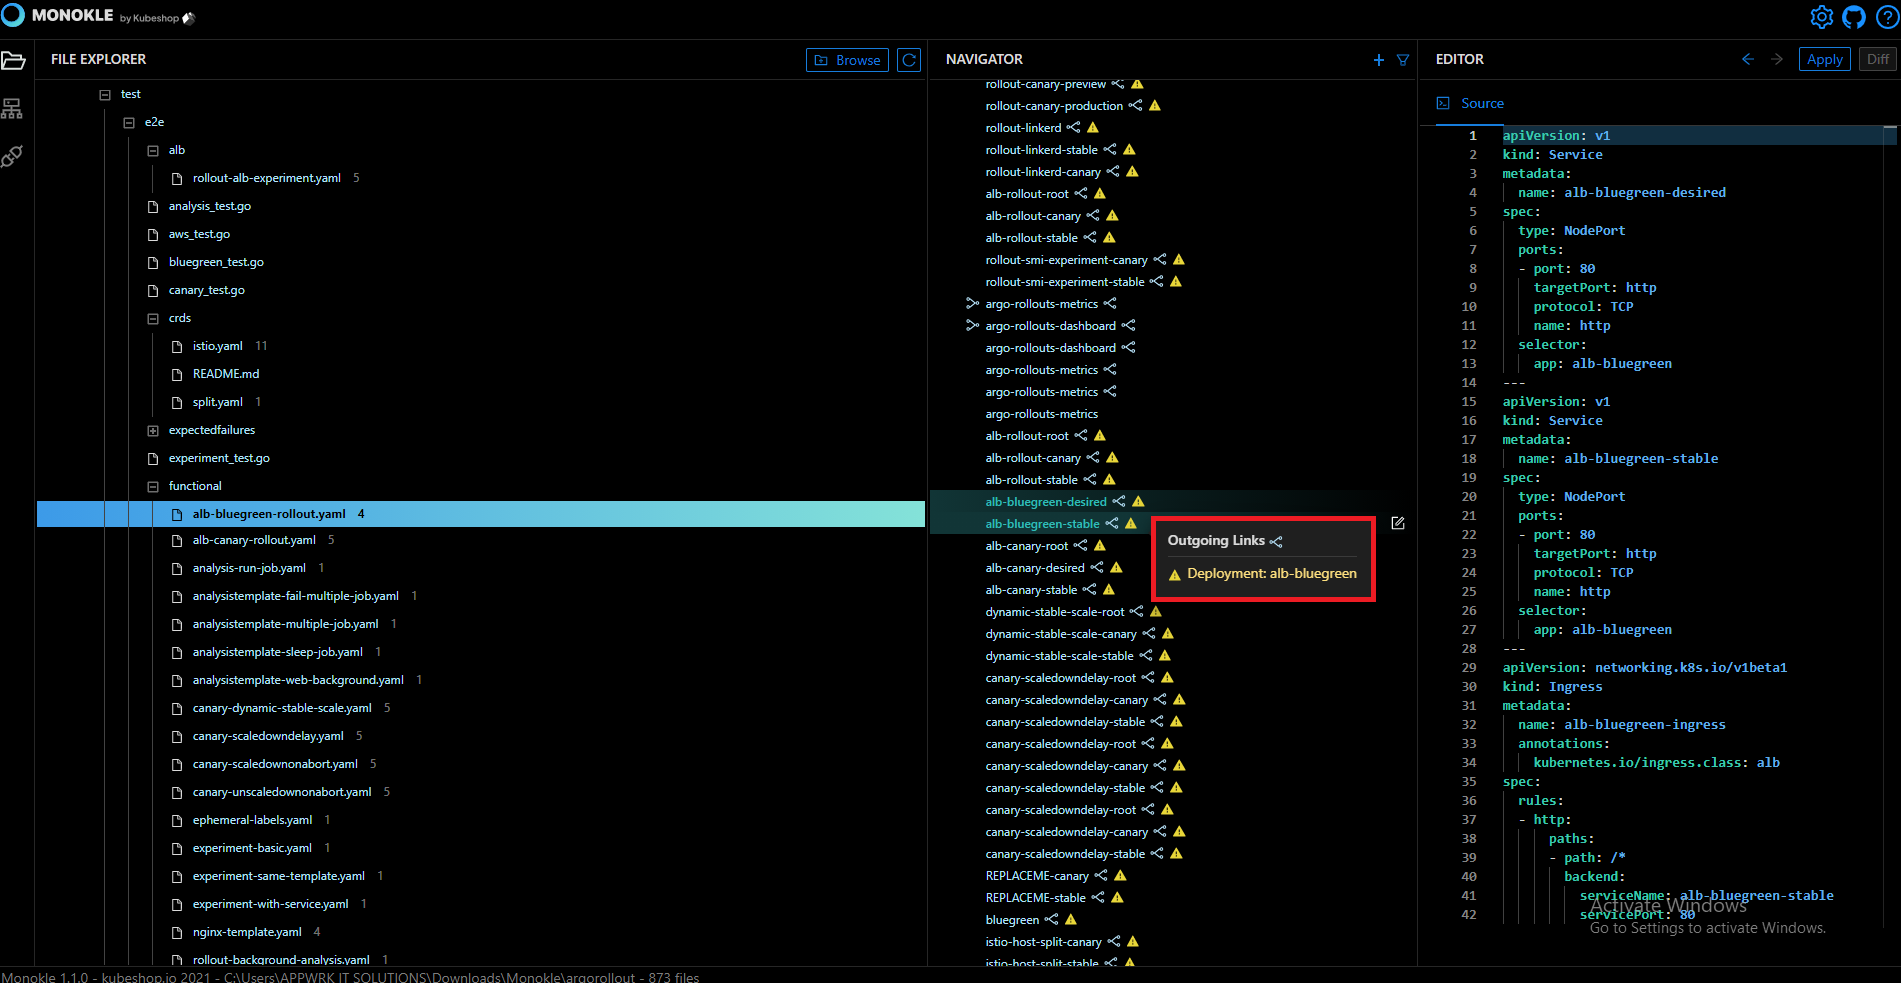 MONOKLE by Kubeshop
FILE EXPLORER
Browse
test
e2e
alb
rollout-alb-experiment.yaml 5
analysis_test.go
aws_test.go
bluegreen_test.go
canary_test.go
crds
istio.yaml 11
README.md
split.yaml 1
expectedfailures
experiment_test.go
functional
alb-bluegreen-rollout.yaml 4
alb-canary-rollout.yaml 5
analysis-run-job.yaml 1
analysistemplate-fail-multiple-job.yaml 1
analysistemplate-multiple-job.yaml 1
analysistemplate-sleep-job.yaml 1
analysistemplate-web-background.yaml 1
canary-dynamic-stable-scale.yaml 5
canary-scaledowndelay.yaml 5
canary-scaledownonabort.yaml 5
canary-unscaledownonabort.yaml 5
ephemeral-labels.yaml 1
experiment-basic.yaml 1
experiment-same-template.yaml 1
experiment-with-service.yaml 1
nginx-template.yaml 4
rollout-background-analysis.yaml 1
NAVIGATOR
rollout-canary-preview
rollout-canary-production
rollout-linkerd
rollout-linkerd-stable
rollout-linkerd-canary
alb-rollout-root
alb-rollout-canary
alb-rollout-stable
rollout-smi-experiment-canary
rollout-smi-experiment-stable
argo-rollouts-metrics
argo-rollouts-dashboard
argo-rollouts-dashboard
argo-rollouts-metrics
argo-rollouts-metrics
argo-rollouts-metrics
alb-rollout-root
alb-rollout-canary
alb-rollout-stable
alb-bluegreen-desired
alb-bluegreen-stable
Outgoing Links
Deployment: alb-bluegreen
alb-canary-root
alb-canary-desired
alb-canary-stable
dynamic-stable-scale-root
dynamic-stable-scale-canary
dynamic-stable-scale-stable
canary-scaledowndelay-root
canary-scaledowndelay-canary
canary-scaledowndelay-stable
canary-scaledowndelay-root
canary-scaledowndelay-canary
canary-scaledowndelay-stable
canary-scaledowndelay-root
canary-scaledowndelay-canary
canary-scaledowndelay-stable
REPLACEME-canary
REPLACEME-stable
bluegreen
istio-host-split-canary
istio-host-split-stable
EDITOR
Apply
Diff
Source
1 apiVersion: v1
2 kind: Service
3 metadata:
4 name: alb-bluegreen-desired
5 spec:
6 type: NodePort
7 ports:
8 - port: 80
9 targetPort: http
10 protocol: TCP
11 name: http
12 selector:
13 app: alb-bluegreen
14 ---
15 apiVersion: v1
16 kind: Service
17 metadata:
18 name: alb-bluegreen-stable
19 spec:
20 type: NodePort
21 ports:
22 - port: 80
23 targetPort: http
24 protocol: TCP
25 name: http
26 selector:
27 app: alb-bluegreen
28 ---
29 apiVersion: networking.k8s.io/v1beta1
30 kind: Ingress
31 metadata:
32 name: alb-bluegreen-ingress
33 annotations:
34 kubernetes.io/ingress.class: alb
35 spec:
36 rules:
37 - http:
38 paths:
39 - path: /*
40 backend:
41 serviceName: alb-bluegreen-stable
42 servicePort: 80
Activate Windows
Go to Settings to activate Windows.
Monokle 1.1.0 - kubeshop.io 2021 - C:\Users\APPWRK IT SOLUTIONS\Downloads\Monokle\argorollout - 873 files